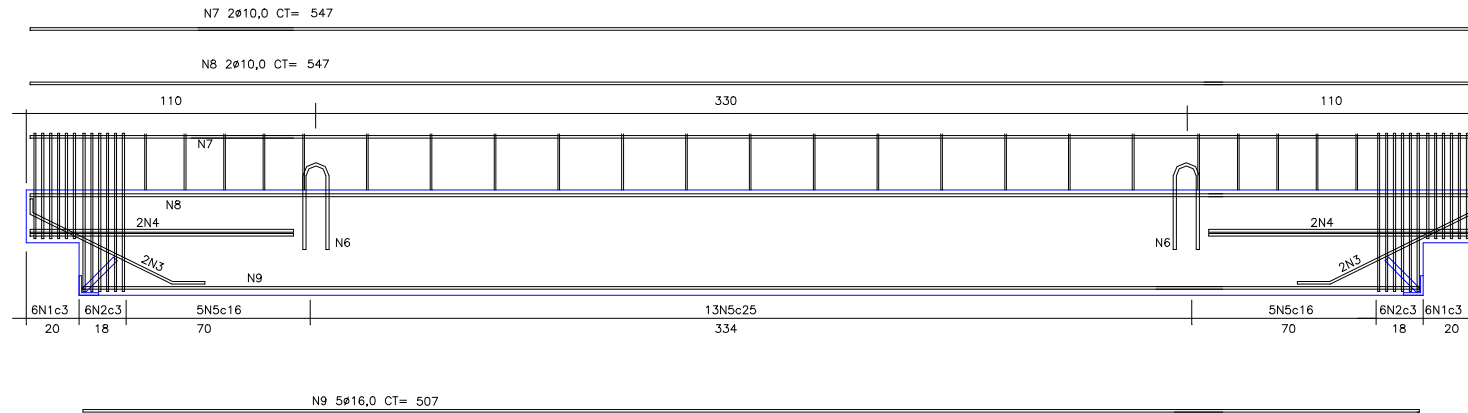 N7 2ø10,0 CT= 547
N8 2ø10,0 CT= 547
110 330 110
N7
N8
2N4 2N4
N6 N6
2N3 2N3
N9
6N1c3 6N2c3 5N5c16 13N5c25 5N5c16 6N2c3 6N1c3
20 18 70 334 70 18 20
N9 5ø16,0 CT= 507